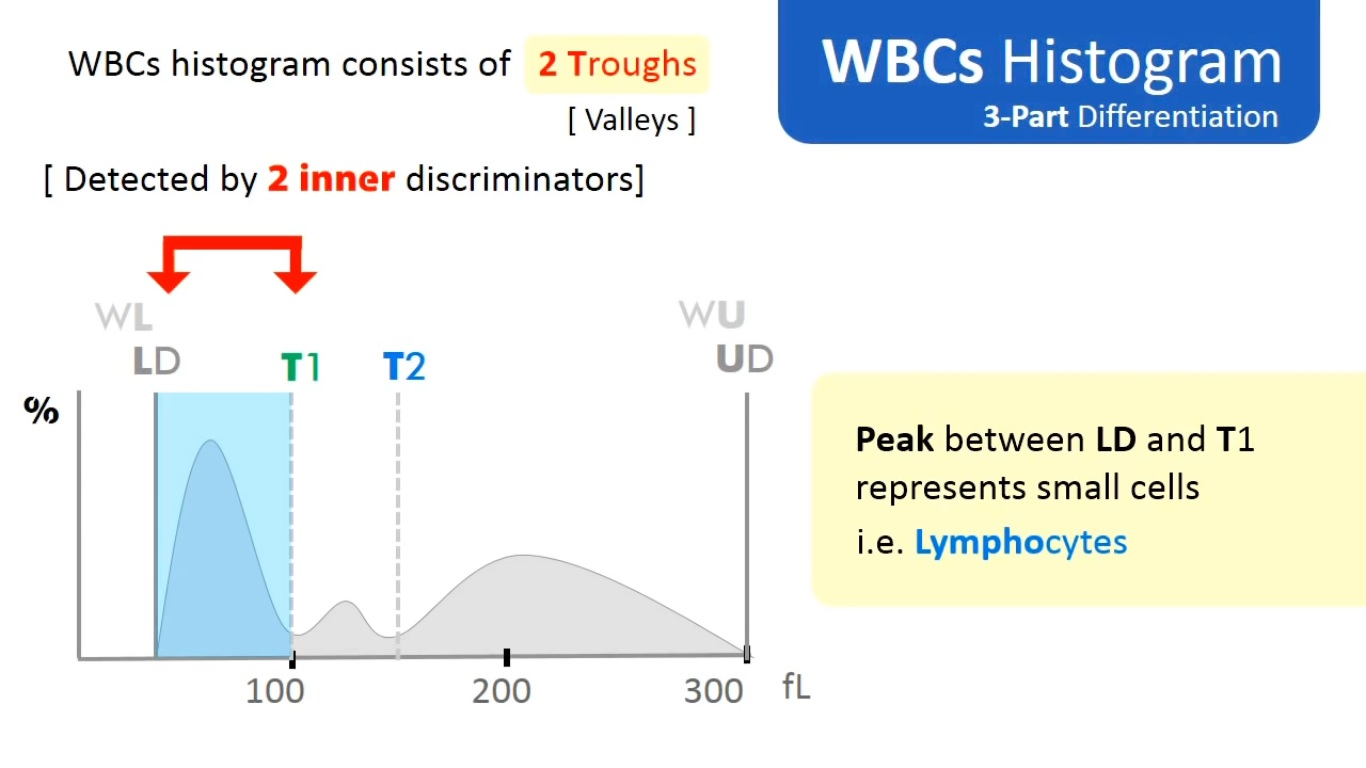 WBCs histogram consists of 2 Troughs
[ Valleys ]
[ Detected by 2 inner discriminators]
WBCs Histogram
3-Part Differentiation
WL
LD
T1
T2
WU
UD
%
100
200
300
fL
Peak between LD and T1
represents small cells
i.e. Lymphocytes